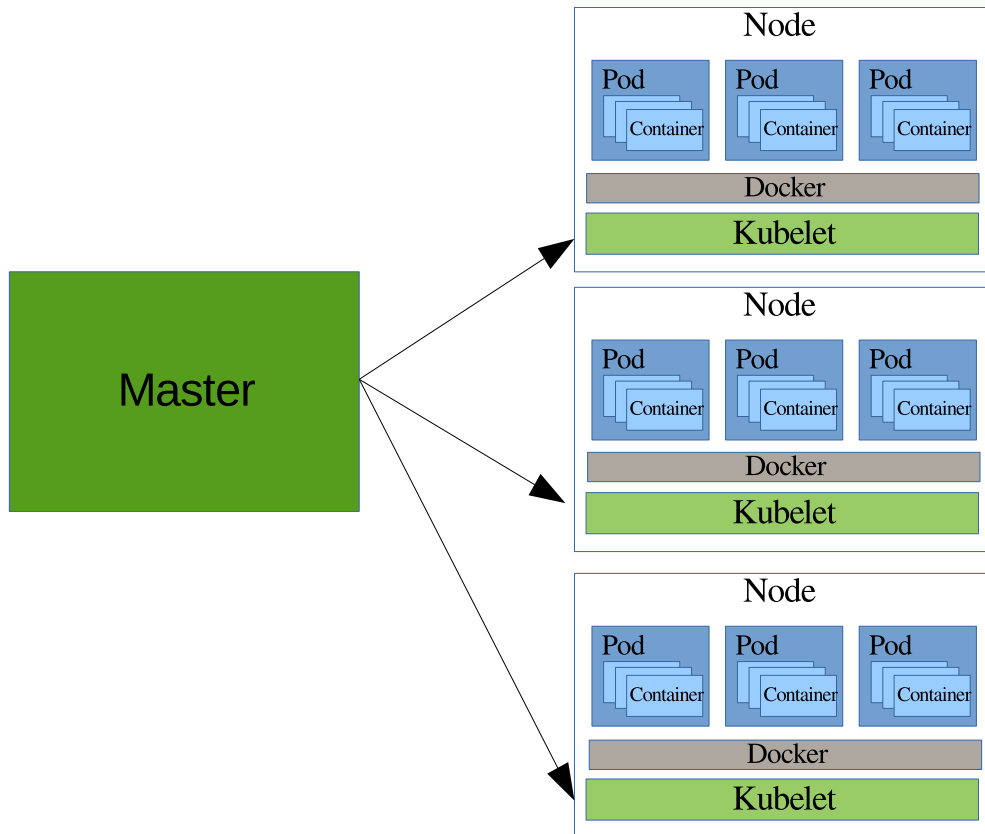 Master
Node
Pod Pod Pod
Container Container Container
Docker
Kubelet
Node
Pod Pod Pod
Container Container Container
Docker
Kubelet
Node
Pod Pod Pod
Container Container Container
Docker
Kubelet